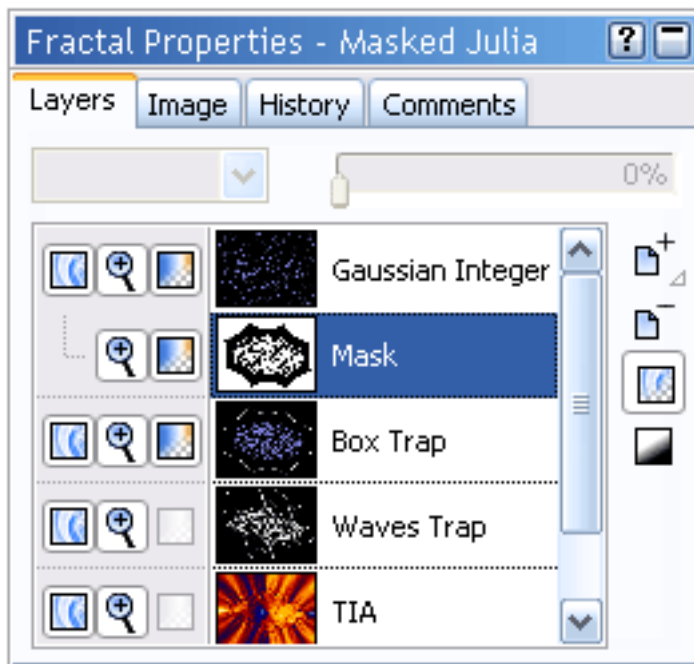 Fractal Properties - Masked Julia
Layers Image History Comments
0%
Gaussian Integer
Mask
Box Trap
Waves Trap
TIA